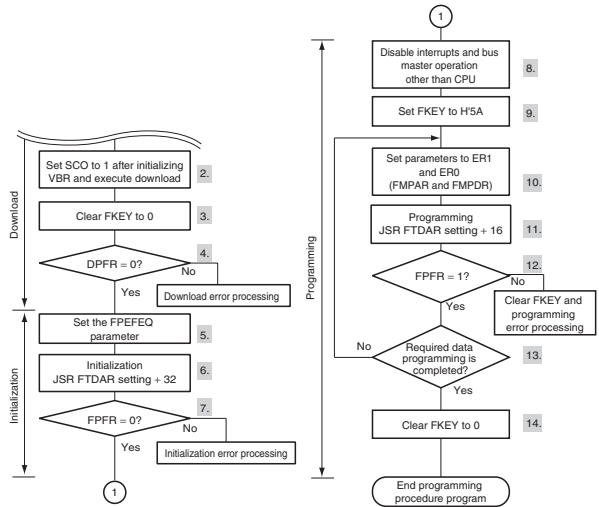 Download
Set SCO to 1 after initializing
VBR and execute download
2.
Clear FKEY to 0
3.
4.
DPFR = 0?
No
Yes
Download error processing
Initialization
Set the FPEFEQ
parameter
5.
Initialization
JSR FTDAR setting + 32
6.
7.
FPFR = 0?
No
Yes
Initialization error processing
1
1
Programming
Disable interrupts and bus
master operation
other than CPU
8.
Set FKEY to H'5A
9.
Set parameters to ER1
and ER0
(FMPAR and FMPDR)
10.
Programming
JSR FTDAR setting + 16
11.
12.
FPFR = 1?
No
Yes
Clear FKEY and
programming
error processing
No
Required data
programming is
completed?
13.
Yes
Clear FKEY to 0
14.
End programming
procedure program